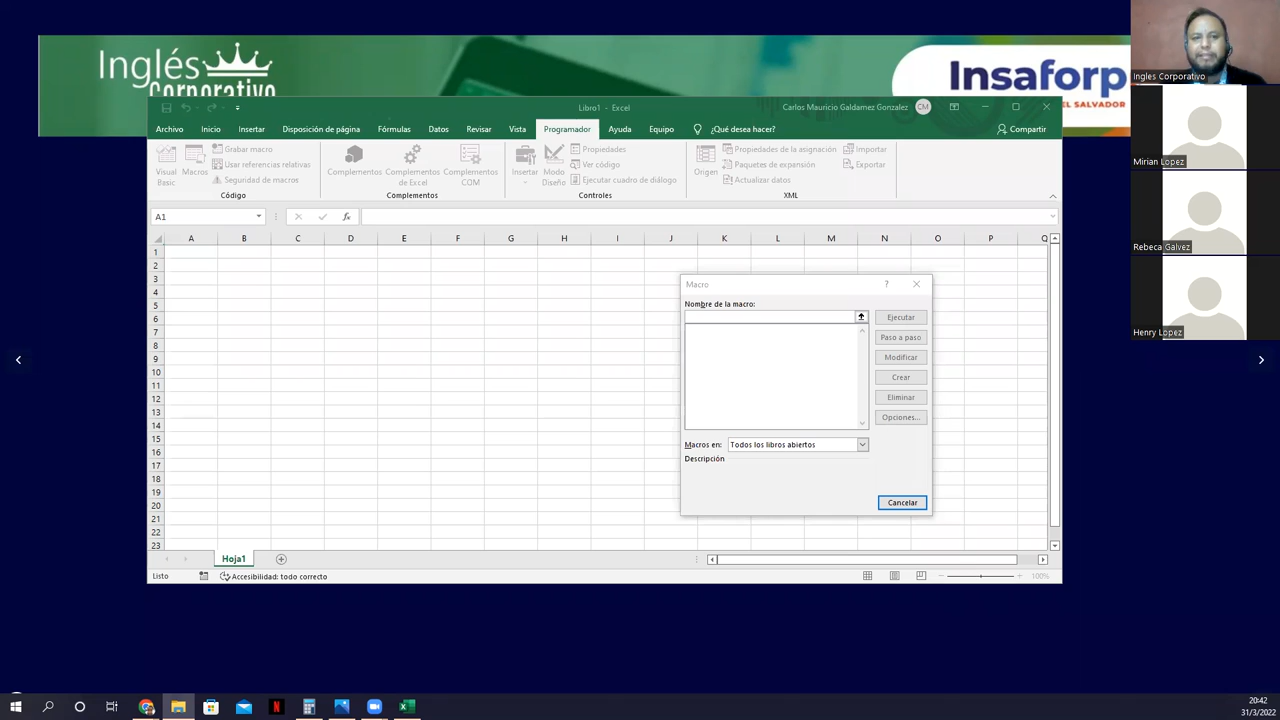 Inglés
Corporativo
Insaforp
EL SALVADOR
Libro1 - Excel
Carlos Mauricio Galdamez Gonzalez
CM
Archivo
Inicio
Insertar
Disposición de página
Fórmulas
Datos
Revisar
Vista
Programador
Ayuda
Equipo
¿Qué desea hacer?
Compartir
Visual Basic
Macros
Grabar macro
Usar referencias relativas
Seguridad de macros
Código
Complementos
Complementos de Excel
Complementos COM
Complementos
Insertar
Modo Diseño
Propiedades
Ver código
Ejecutar cuadro de diálogo
Controles
Origen
Propiedades de la asignación
Paquetes de expansión
Actualizar datos
Importar
Exportar
XML
A1
fx
A B C D E F G H I J K L M N O P Q
1
2
3
4
5
6
7
8
9
10
11
12
13
14
15
16
17
18
19
20
21
22
23
Macro
?
Nombre de la macro:
Ejecutar
Paso a paso
Modificar
Crear
Eliminar
Opciones...
Macros en: Todos los libros abiertos
Descripción
Cancelar
Hoja1
Listo
Accesibilidad: todo correcto
100%
Ingles Corporativo
Mirian Lopez
Rebeca Galvez
Henry Lopez
20:42
31/3/2022